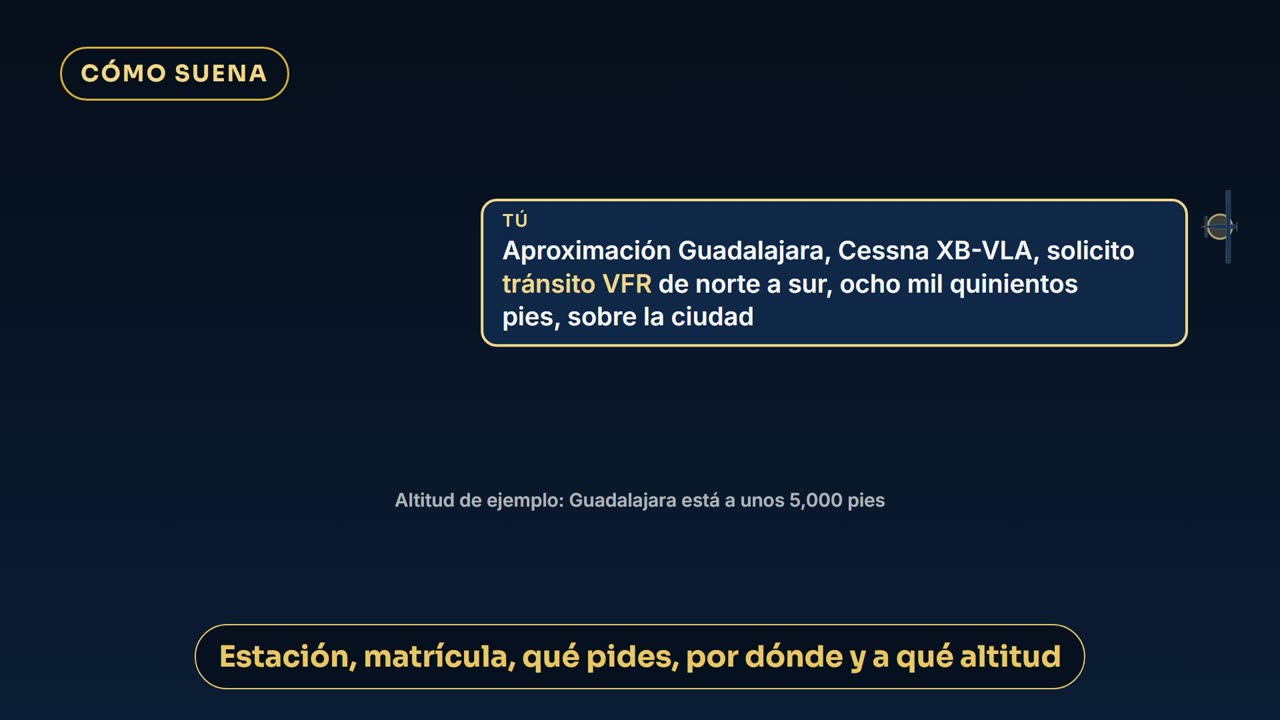 CÓMO SUENA
TÚ
Aproximación Guadalajara, Cessna XB-VLA, solicito
tránsito VFR de norte a sur, ocho mil quinientos
pies, sobre la ciudad
Altitud de ejemplo: Guadalajara está a unos 5,000 pies
Estación, matrícula, qué pides, por dónde y a qué altitud